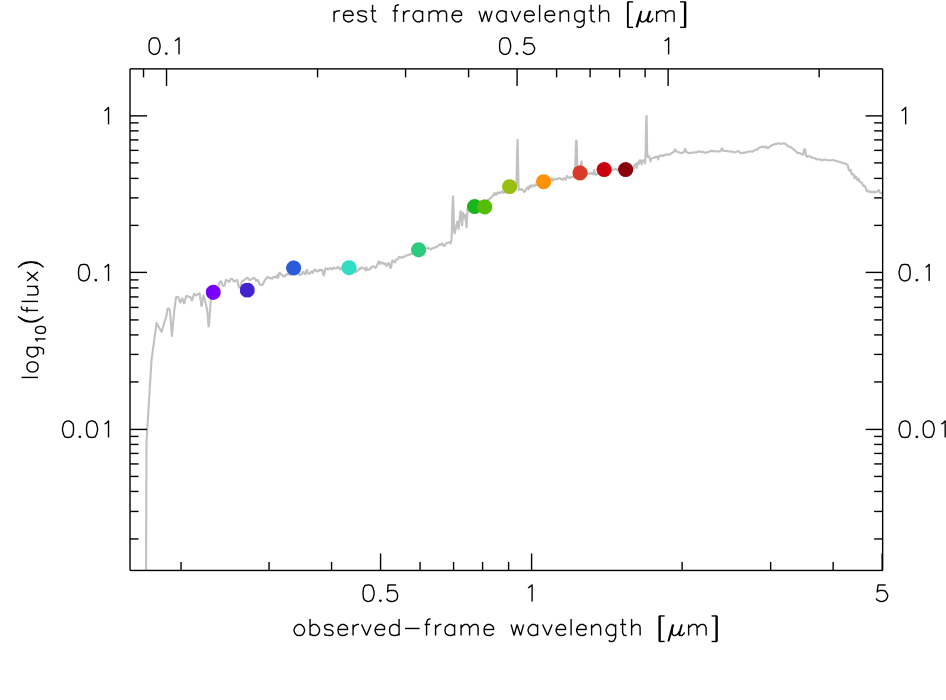 rest frame wavelength [μm]
0.1 0.5 1
1 1
0.1 0.1
0.01 0.01
log₁₀(flux)
0.5 1 5
observed-frame wavelength [μm]